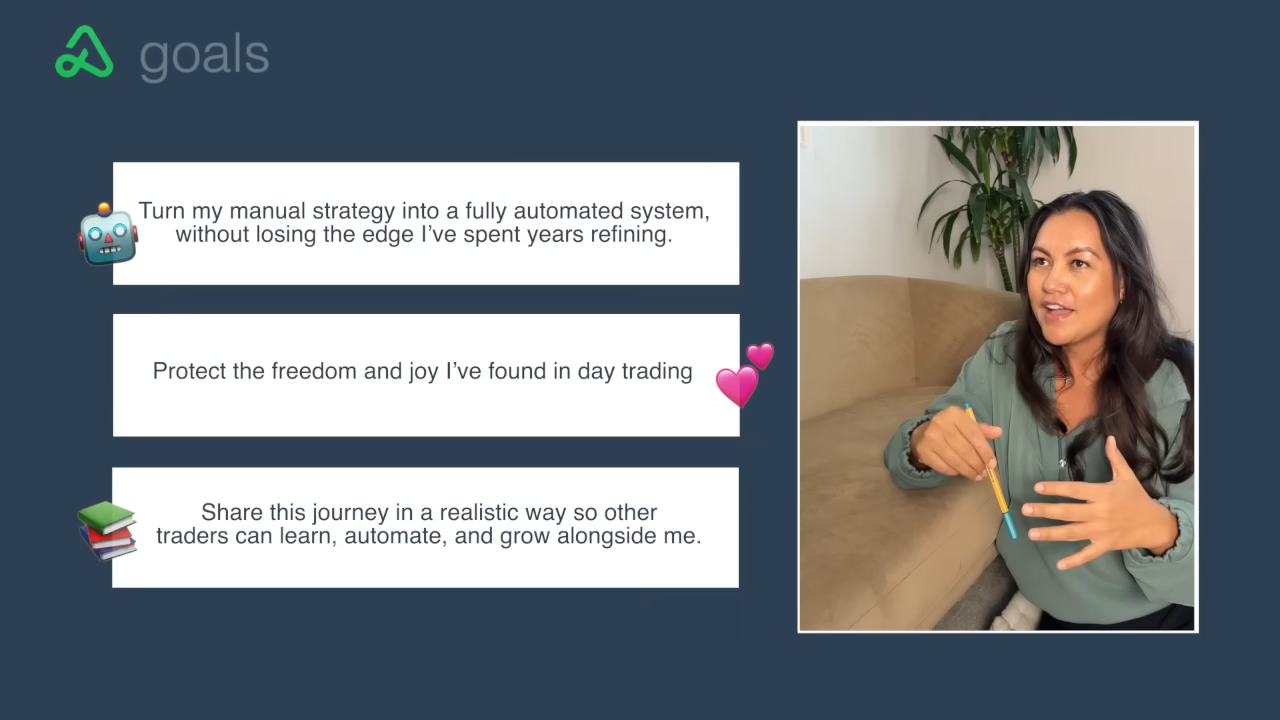 goals
Turn my manual strategy into a fully automated system,
without losing the edge I’ve spent years refining.
Protect the freedom and joy I’ve found in day trading
Share this journey in a realistic way so other
traders can learn, automate, and grow alongside me.